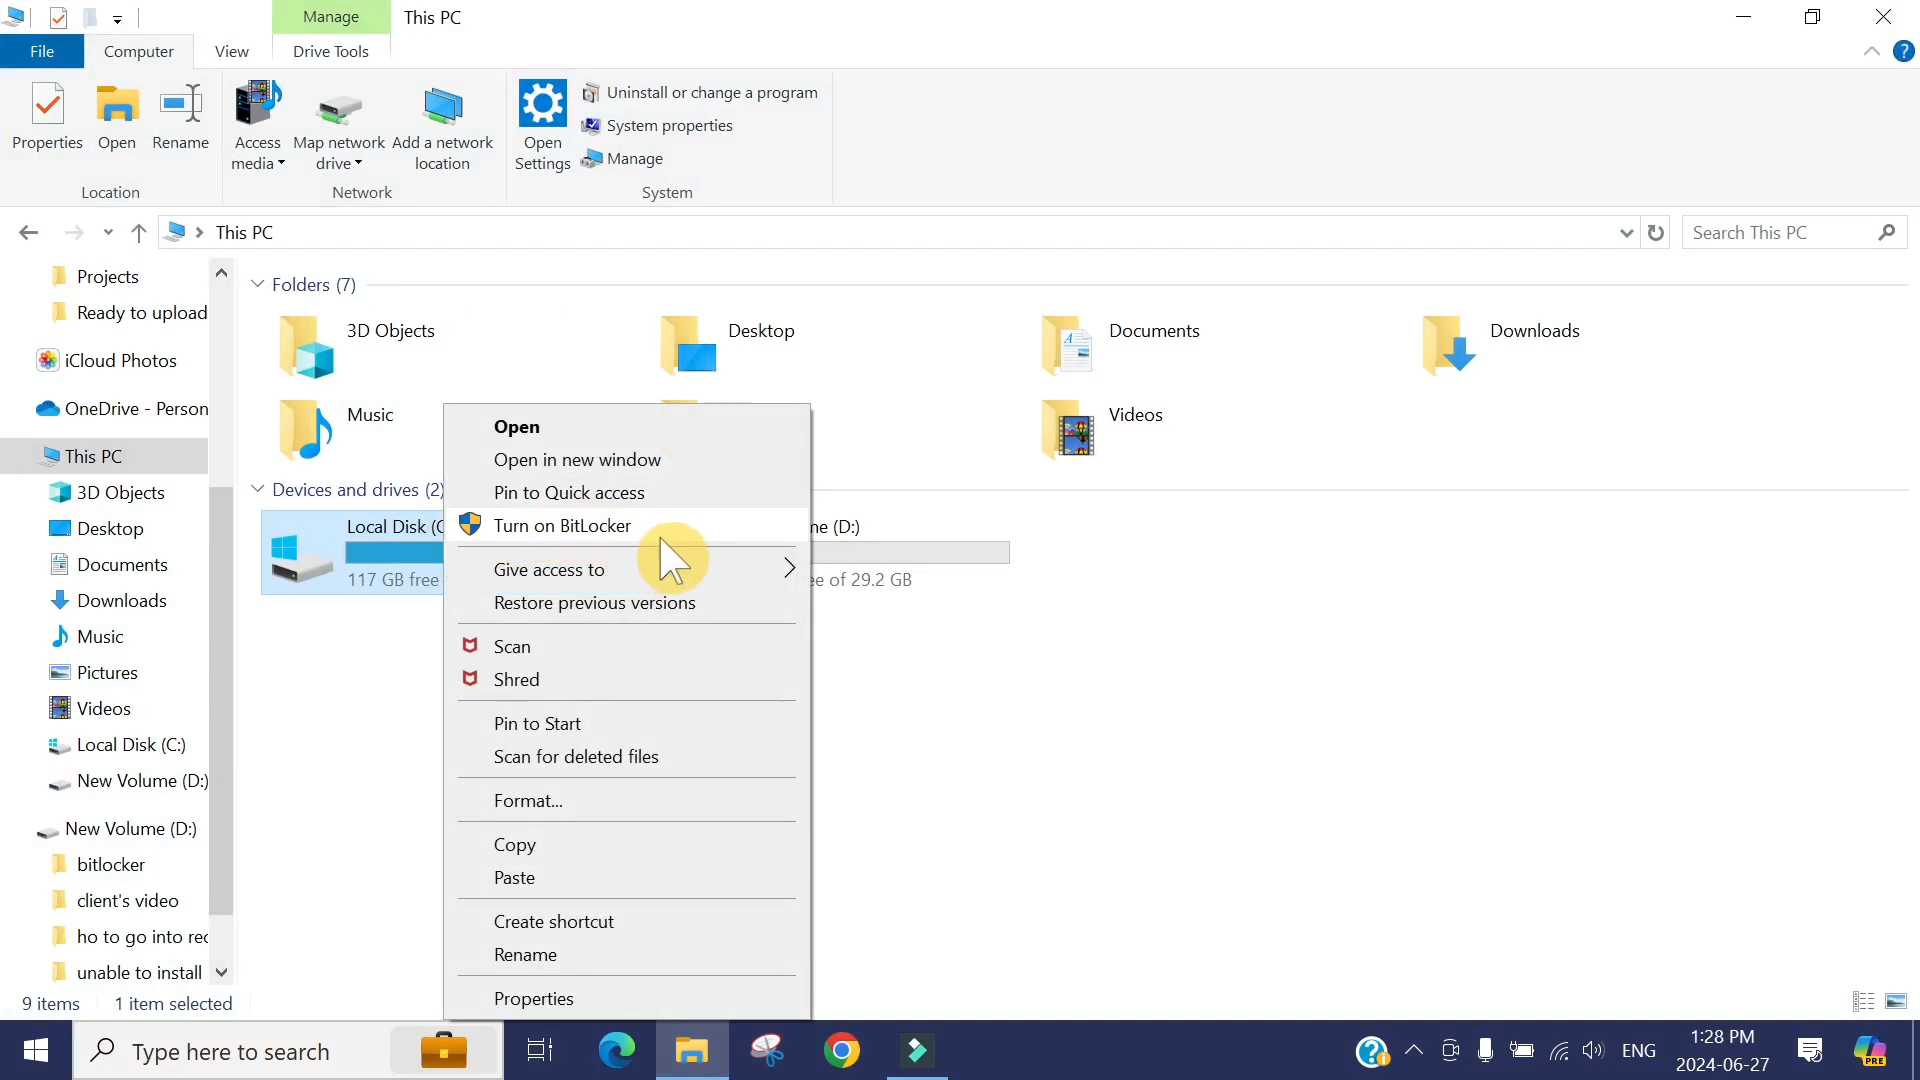 Manage
This PC
File
Computer
View
Drive Tools
Properties
Open
Rename
Access media
Map network drive
Add a network location
Open Settings
Uninstall or change a program
System properties
Manage
Location
Network
System
This PC
Search This PC
Projects
Ready to upload
iCloud Photos
OneDrive - Person
This PC
3D Objects
Desktop
Documents
Downloads
Music
Pictures
Videos
Local Disk (C:)
New Volume (D:)
New Volume (D:)
bitlocker
client's video
ho to go into rec
unable to install
Folders (7)
3D Objects
Desktop
Documents
Downloads
Music
Videos
Devices and drives (2)
Local Disk (C
117 GB free
me (D:)
ee of 29.2 GB
Open
Open in new window
Pin to Quick access
Turn on BitLocker
Give access to
Restore previous versions
Scan
Shred
Pin to Start
Scan for deleted files
Format...
Copy
Paste
Create shortcut
Rename
Properties
9 items
1 item selected
Type here to search
ENG
1:28 PM
2024-06-27
PRE